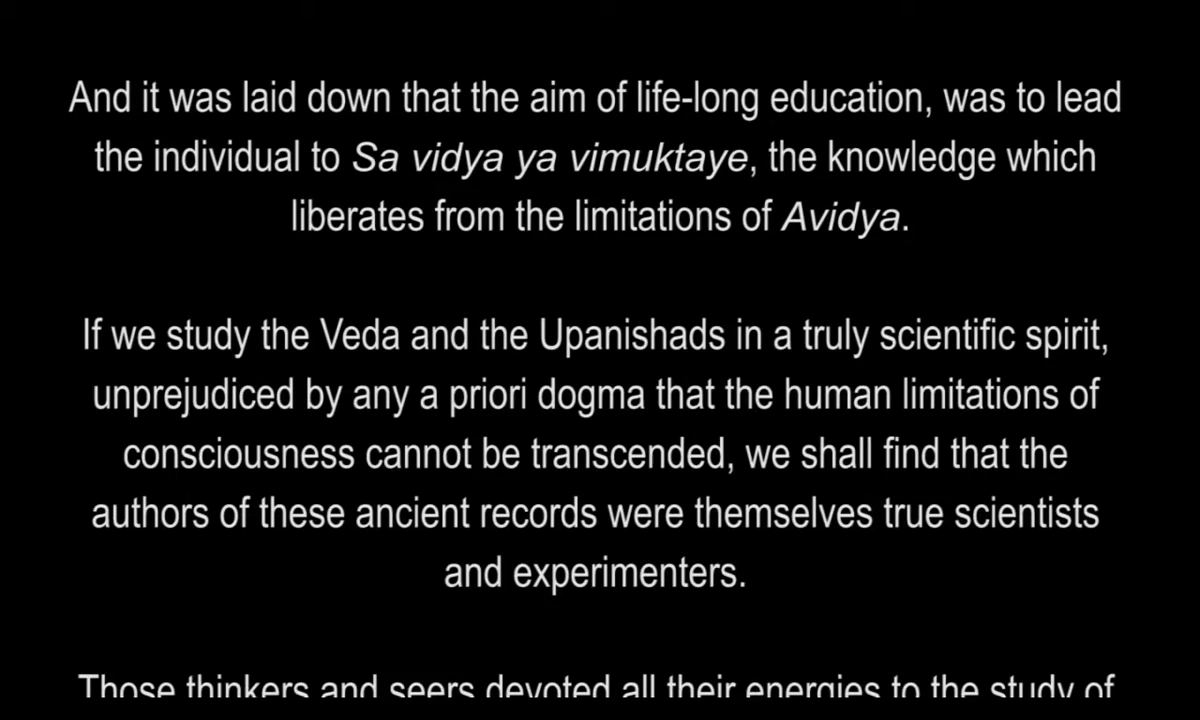 And it was laid down that the aim of life-long education, was to lead
the individual to Sa vidya ya vimuktaye, the knowledge which
liberates from the limitations of Avidya.
If we study the Veda and the Upanishads in a truly scientific spirit,
unprejudiced by any a priori dogma that the human limitations of
consciousness cannot be transcended, we shall find that the
authors of these ancient records were themselves true scientists
and experimenters.
Those thinkers and seers devoted all their energies to the study of